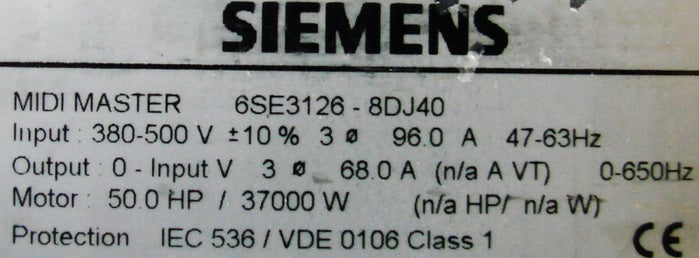 SIEMENS
MIDI MASTER 6SE3126 - 8DJ40
Input : 380-500 V ±10 % 3 ø 96.0 A 47-63Hz
Output : 0 - Input V 3 ø 68.0 A (n/a A VT) 0-650Hz
Motor : 50.0 HP / 37000 W (n/a HP/ n/a W)
Protection IEC 536 / VDE 0106 Class 1 CE